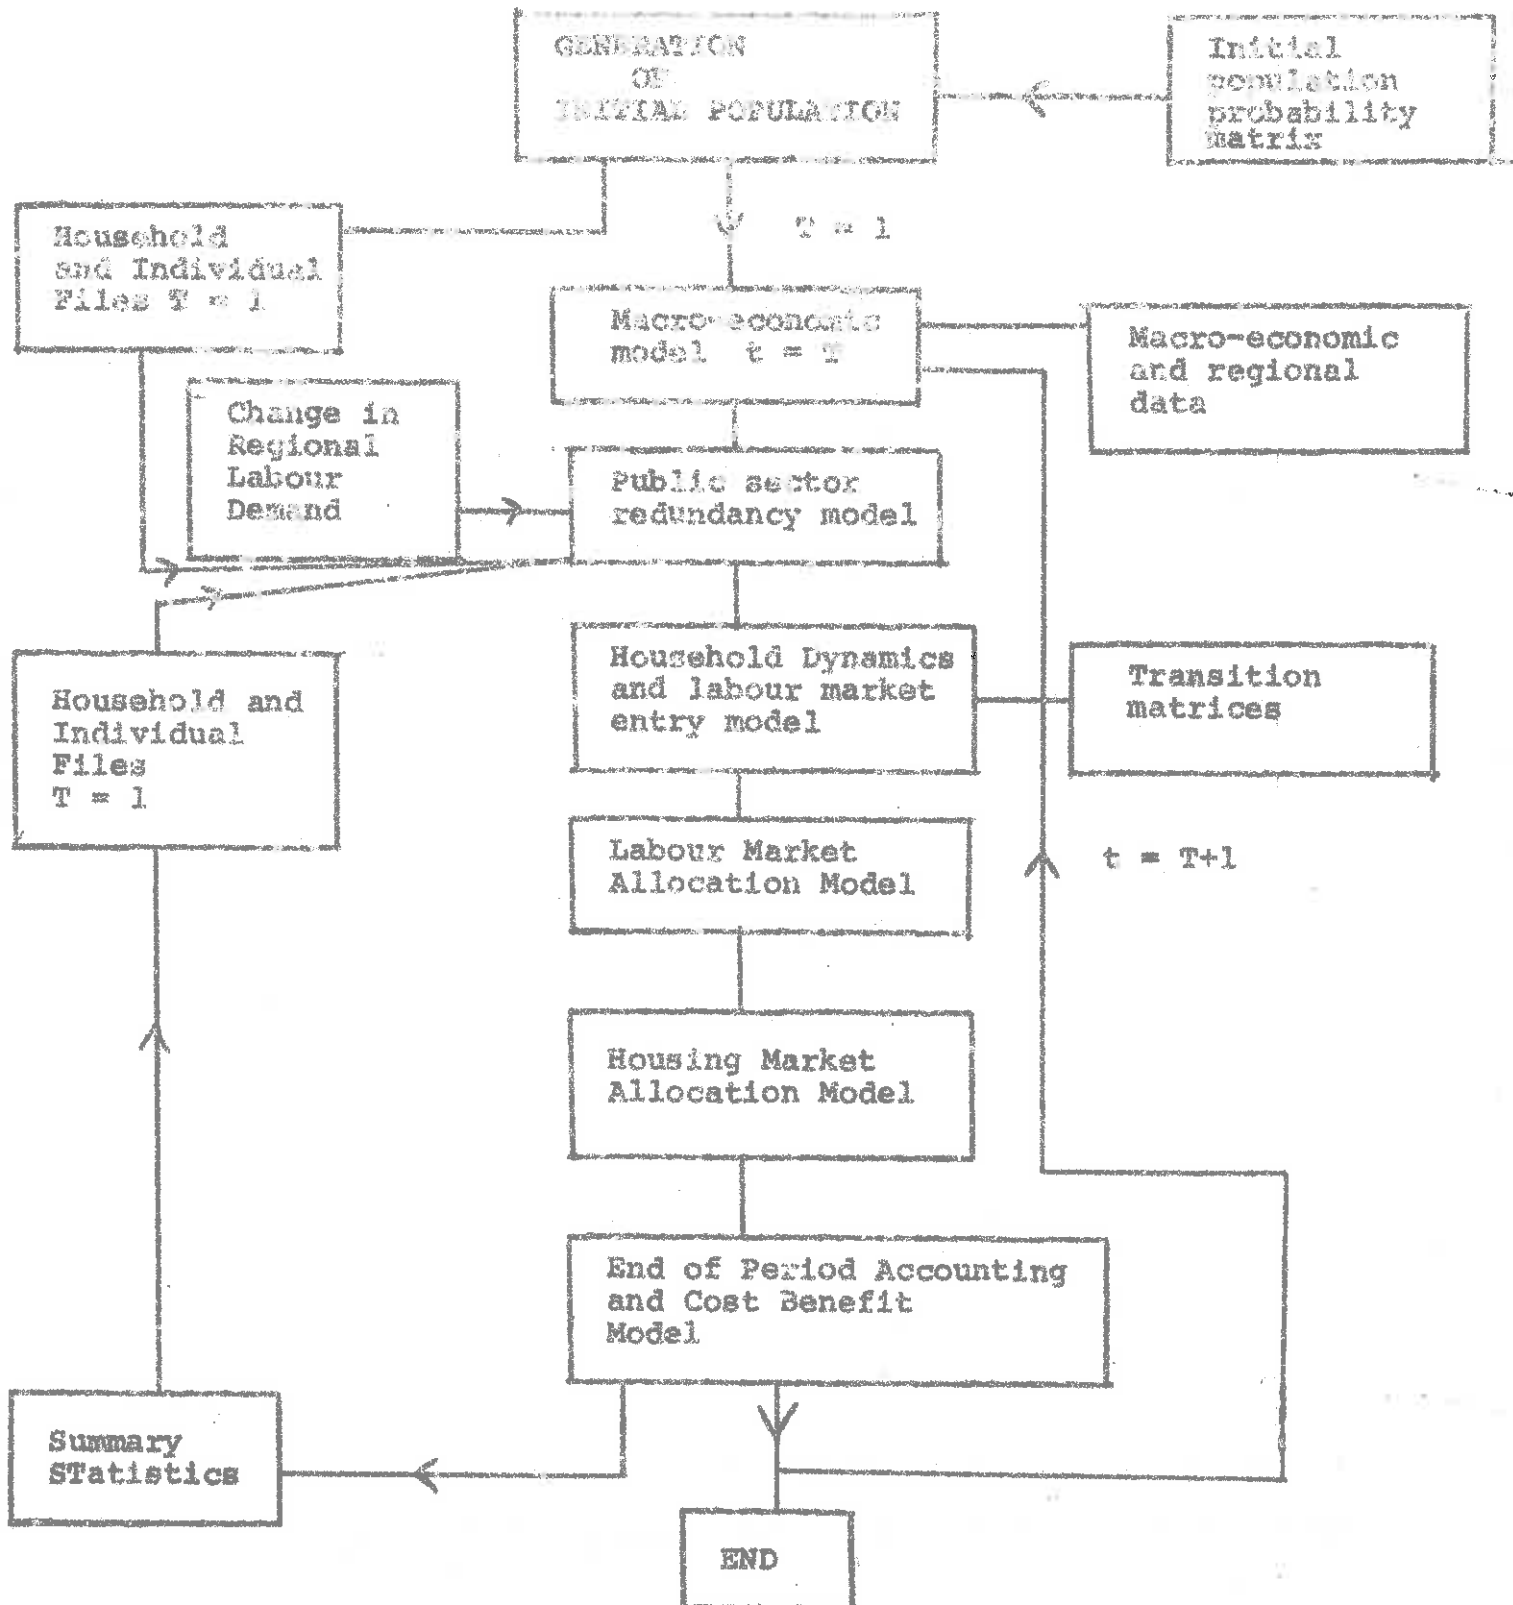 GENERATION
OF
INITIAL POPULATION
Initial
population
probability
matrix
T = 1
Household
and Individual
Files T = 1
Macro-economic
model t = T
Macro-economic
and regional
data
Change in
Regional
Labour
Demand
Public sector
redundancy model
Household Dynamics
and labour market
entry model
Transition
matrices
Household and
Individual
Files
T = 1
Labour Market
Allocation Model
t = T+1
Housing Market
Allocation Model
End of Period Accounting
and Cost Benefit
Model
Summary
STatistics
END